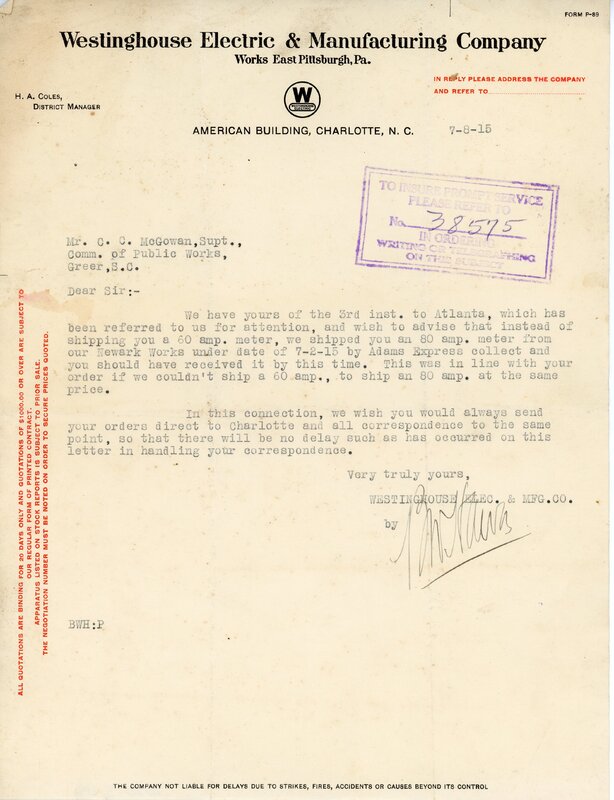 FORM P-89
Westinghouse Electric & Manufacturing Company
Works East Pittsburgh, Pa.
IN REPLY PLEASE ADDRESS THE COMPANY
AND REFER TO
H. A. COLES,
DISTRICT MANAGER
W
AMERICAN BUILDING, CHARLOTTE, N. C.
7-8-15
TO INSURE PROMPT SERVICE
PLEASE REFER TO
No. 38575
IN ORDERING
WRITING OR TELEGRAPHING
ON THIS
Mr. C. C. McGowan,Supt.,
Comm. of Public Works,
Greer,S.C.
Dear Sir:-
We have yours of the 3rd inst. to Atlanta, which has
been referred to us for attention, and wish to advise that instead of
shipping you a 60 amp. meter, we shipped you an 80 amp. meter from
our Newark Works under date of 7-2-15 by Adams Express collect and
you should have received it by this time. This was in line with your
order if we couldn't ship a 60 amp., to ship an 80 amp. at the same
price.
In this connection, we wish you would always send
your orders direct to Charlotte and all correspondence to the same
point, so that there will be no delay such as has occurred on this
letter in handling your correspondence.
Very truly yours,
WESTINGHOUSE ELEC. & MFG.CO.
by
BWH:P
ALL QUOTATIONS ARE BINDING FOR 20 DAYS ONLY AND QUOTATIONS OF $1000.00 OR OVER ARE SUBJECT TO
OUR REGULAR FORM OF PRINTED CONTRACT.
APPARATUS LISTED ON STOCK REPORTS IS SUBJECT TO PRIOR SALE.
THE NEGOTIATION NUMBER MUST BE NOTED ON ORDER TO SECURE PRICES QUOTED.
THE COMPANY NOT LIABLE FOR DELAYS DUE TO STRIKES, FIRES, ACCIDENTS OR CAUSES BEYOND ITS CONTROL